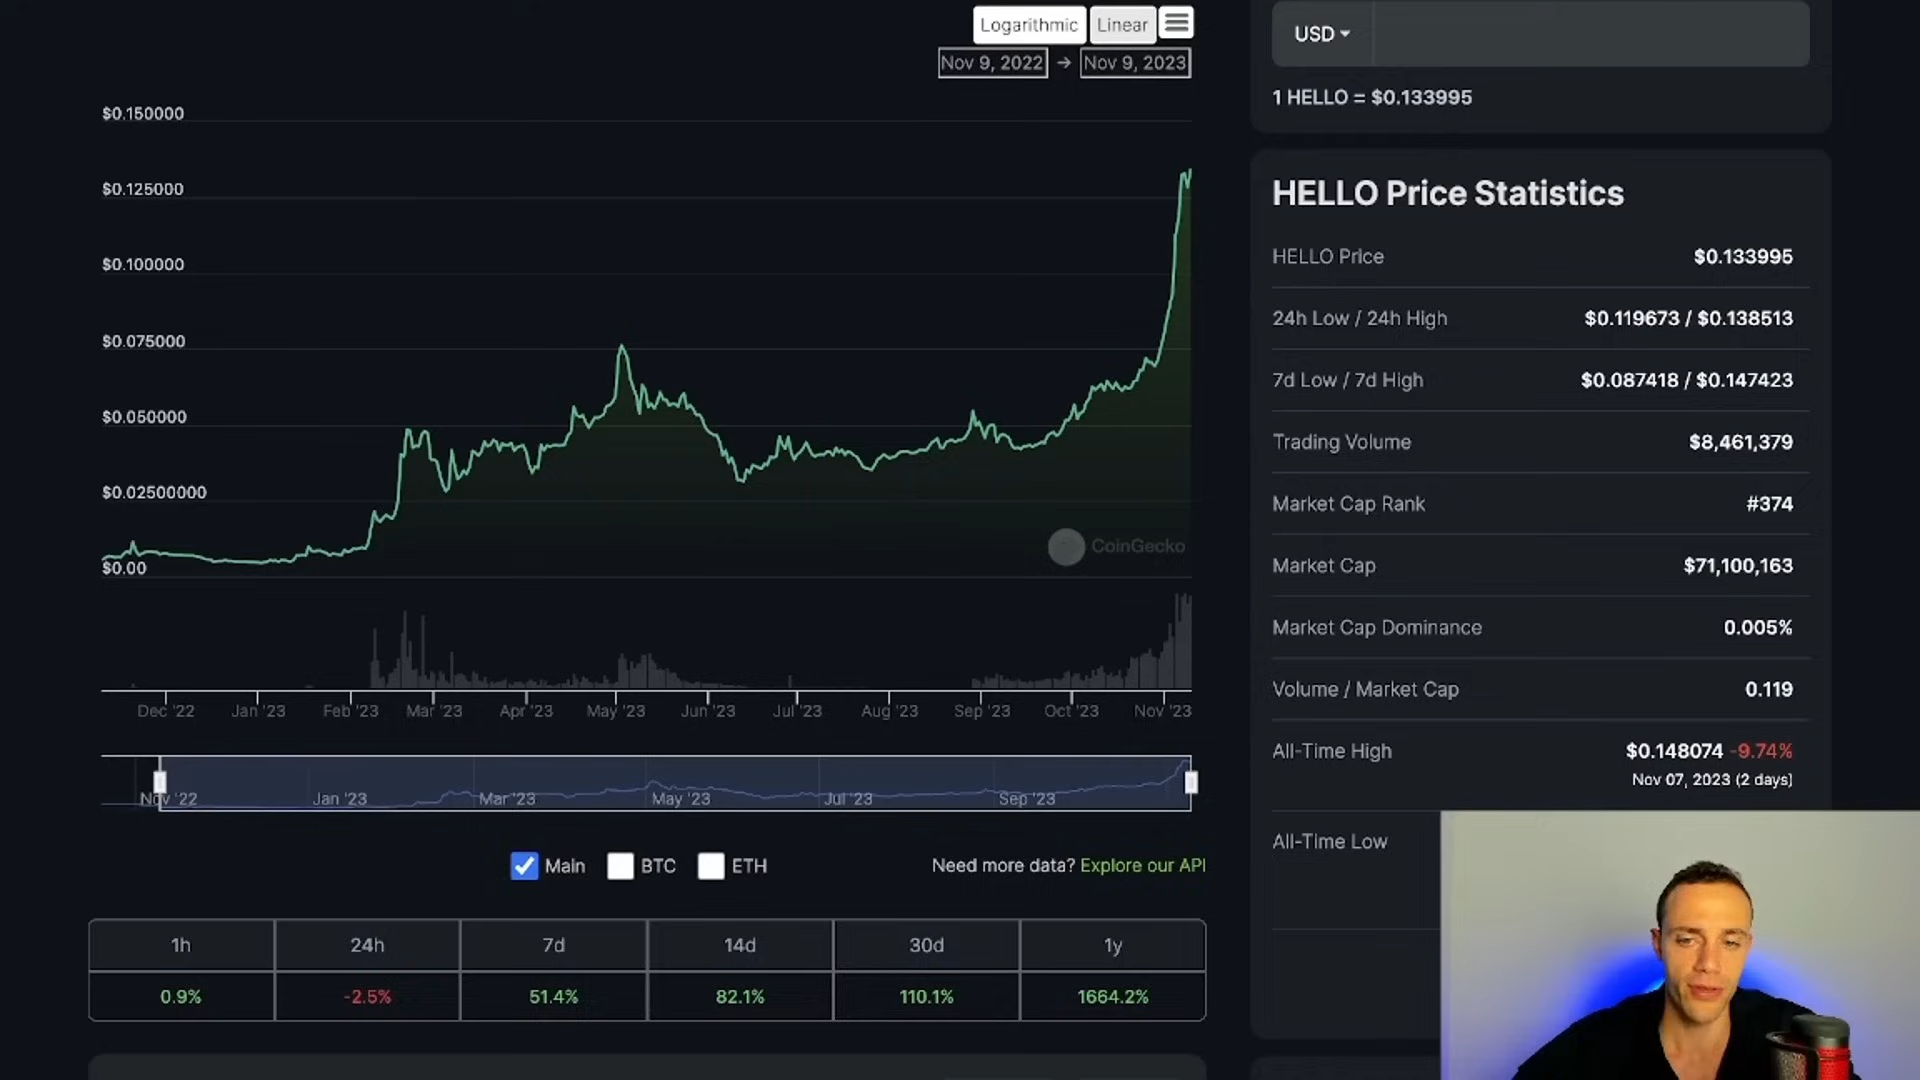 Logarithmic Linear
Nov 9, 2022 → Nov 9, 2023
$0.150000
$0.125000
$0.100000
$0.075000
$0.050000
$0.02500000
$0.00
CoinGecko
Dec '22 Jan '23 Feb '23 Mar '23 Apr '23 May '23 Jun '23 Jul '23 Aug '23 Sep '23 Oct '23 Nov '23
Nov '22 Jan '23 Mar '23 May '23 Jul '23 Sep '23
Main BTC ETH Need more data? Explore our API
1h 24h 7d 14d 30d 1y
0.9% -2.5% 51.4% 82.1% 110.1% 1664.2%
USD
1 HELLO = $0.133995
HELLO Price Statistics
HELLO Price $0.133995
24h Low / 24h High $0.119673 / $0.138513
7d Low / 7d High $0.087418 / $0.147423
Trading Volume $8,461,379
Market Cap Rank #374
Market Cap $71,100,163
Market Cap Dominance 0.005%
Volume / Market Cap 0.119
All-Time High $0.148074 -9.74%
Nov 07, 2023 (2 days)
All-Time Low